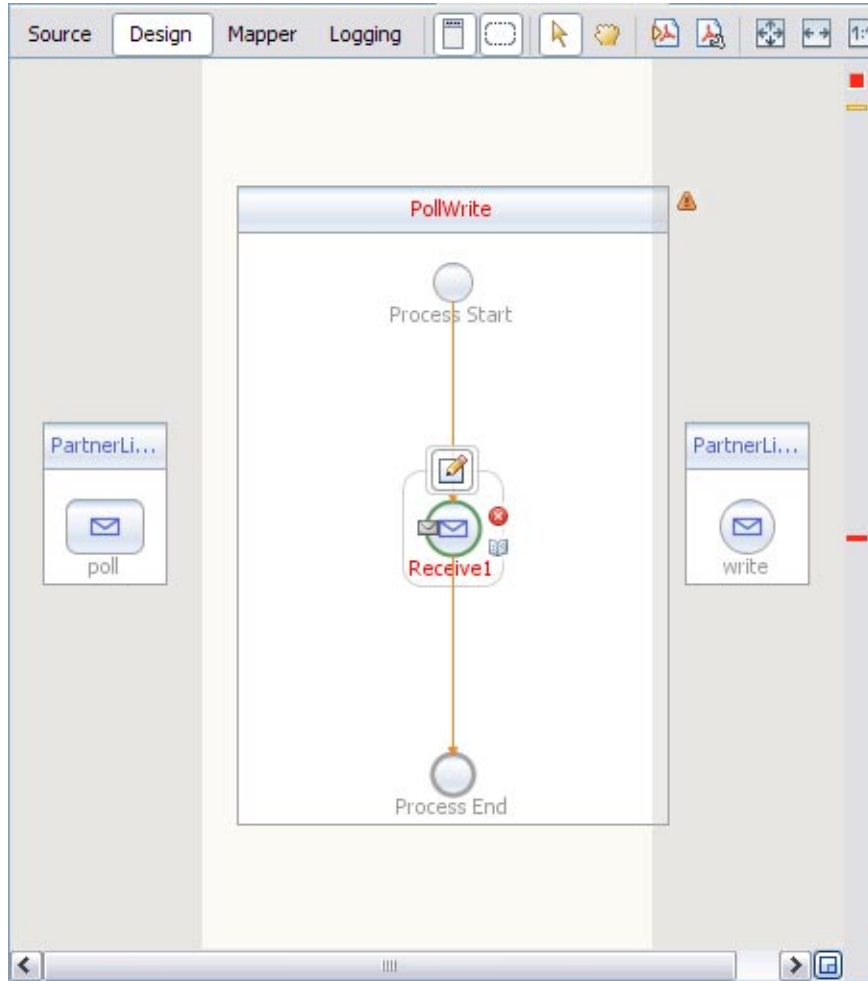 Source Design Mapper Logging
PollWrite
Process Start
PartnerLi...
PartnerLi...
poll
Receive1
write
Process End